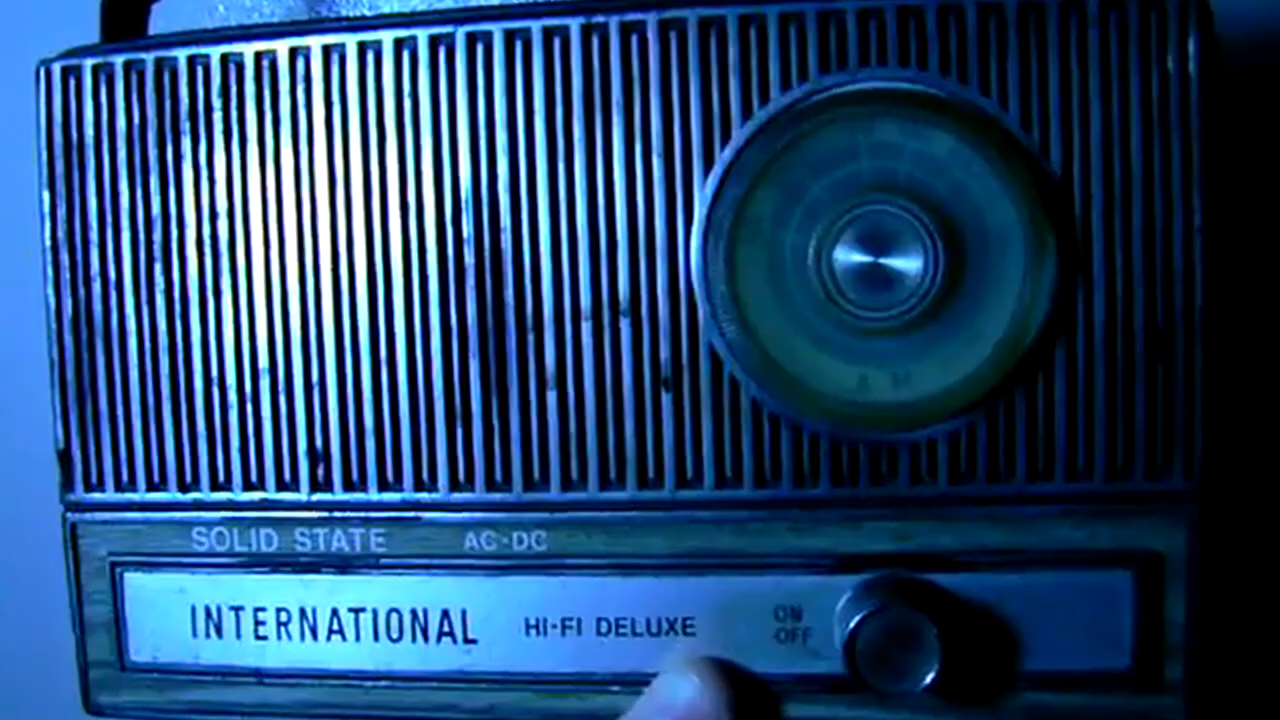 SOLID STATE AC-DC
INTERNATIONAL HI-FI DELUXE
ON
OFF